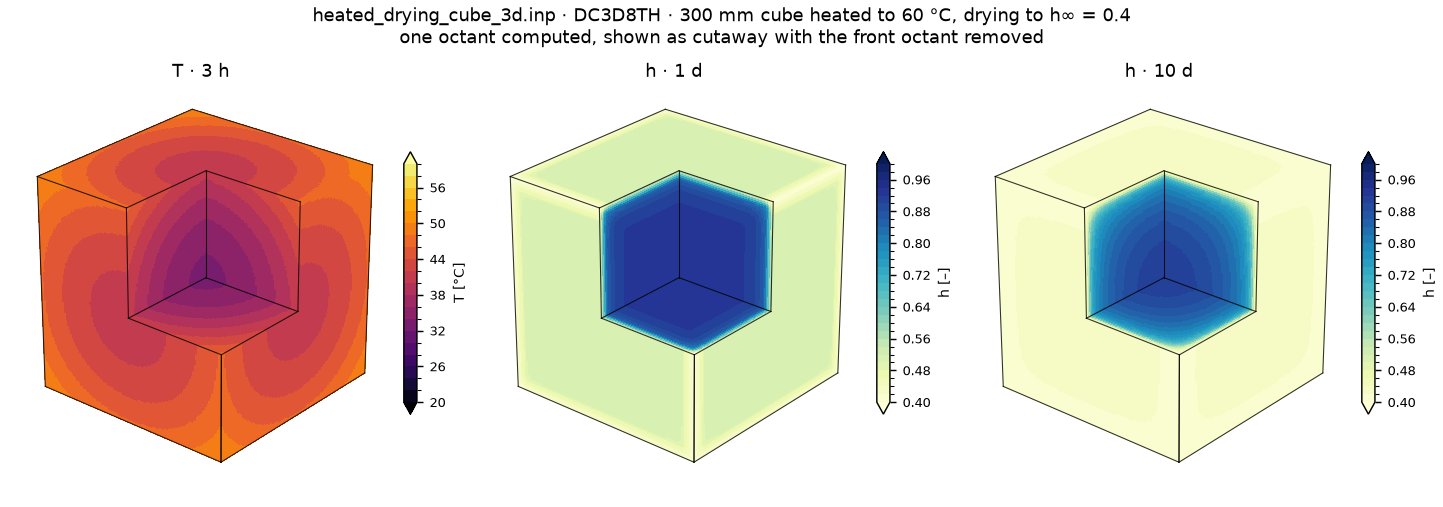 heated_drying_cube_3d.inp · DC3D8TH · 300 mm cube heated to 60 °C, drying to h∞ = 0.4
one octant computed, shown as cutaway with the front octant removed
T · 3 h
h · 1 d
h · 10 d
56
50
44
38
32
26
20
T [°C]
0.96
0.88
0.80
0.72
0.64
0.56
0.48
0.40
h [–]
0.96
0.88
0.80
0.72
0.64
0.56
0.48
0.40
h [–]